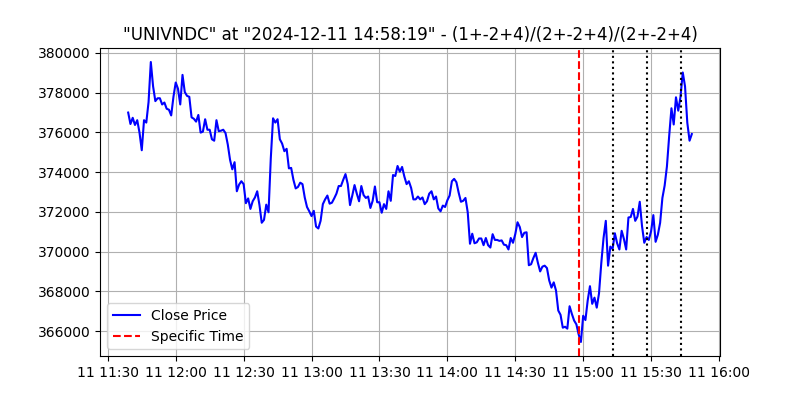 "UNIVNDC" at "2024-12-11 14:58:19" - (1+-2+4)/(2+-2+4)/(2+-2+4)
380000
378000
376000
374000
372000
370000
368000
366000
Close Price
Specific Time
11 11:30 11 12:00 11 12:30 11 13:00 11 13:30 11 14:00 11 14:30 11 15:00 11 15:30 11 16:00